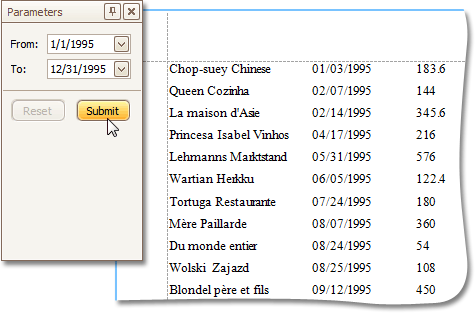 Parameters
From: 1/1/1995
To: 12/31/1995
Reset Submit
Chop-suey Chinese 01/03/1995 183.6
Queen Cozinha 02/07/1995 144
La maison d'Asie 02/14/1995 345.6
Princesa Isabel Vinhos 04/17/1995 216
Lehmanns Marktstand 05/31/1995 576
Wartian Herkku 06/05/1995 122.4
Tortuga Restaurante 07/24/1995 180
Mère Paillarde 08/07/1995 360
Du monde entier 08/24/1995 54
Wolski Zajazd 08/25/1995 108
Blondel père et fils 09/12/1995 450